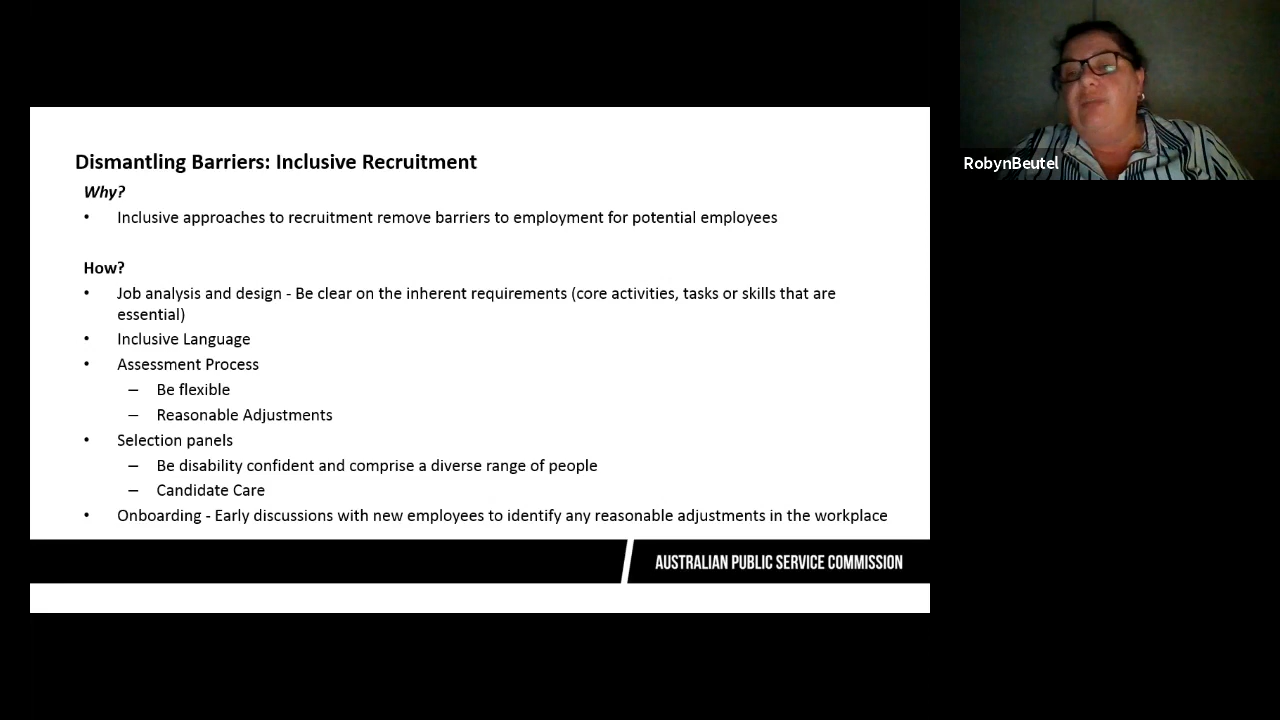 Dismantling Barriers: Inclusive Recruitment
Why?
• Inclusive approaches to recruitment remove barriers to employment for potential employees
How?
• Job analysis and design - Be clear on the inherent requirements (core activities, tasks or skills that are
essential)
• Inclusive Language
• Assessment Process
– Be flexible
– Reasonable Adjustments
• Selection panels
– Be disability confident and comprise a diverse range of people
– Candidate Care
• Onboarding - Early discussions with new employees to identify any reasonable adjustments in the workplace
AUSTRALIAN PUBLIC SERVICE COMMISSION
RobynBeutel